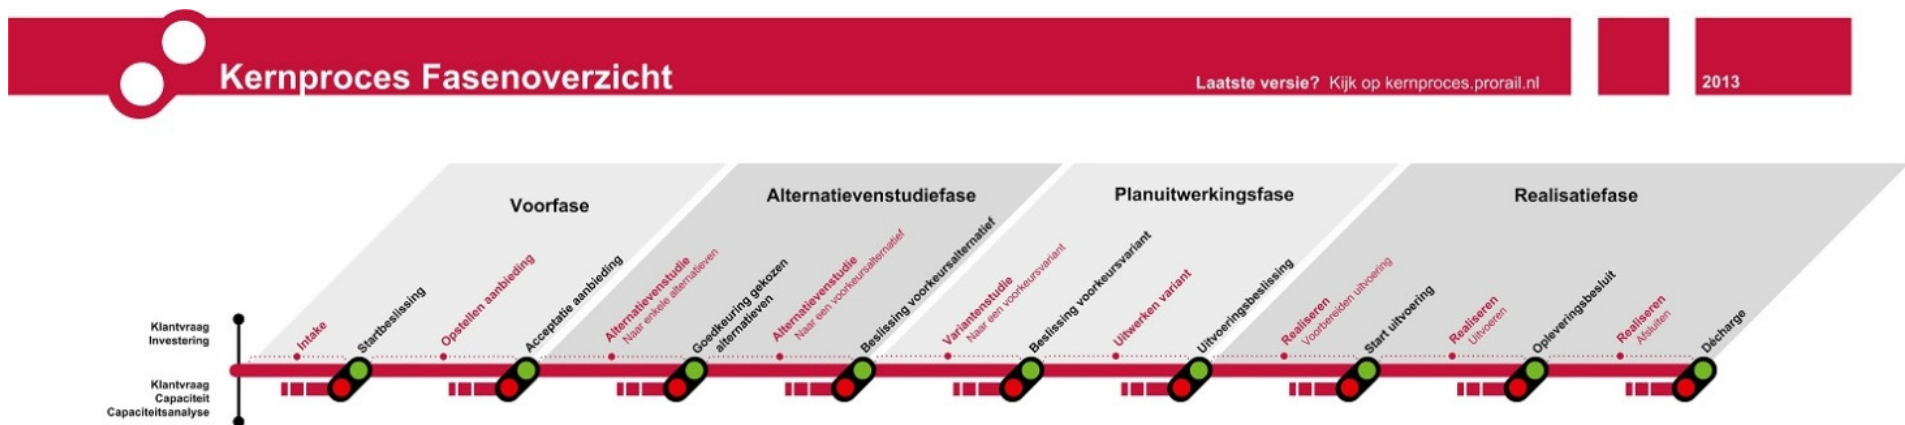 Kernproces Fasenoverzicht
Laatste versie? Kijk op kernproces.prorail.nl
2013
Voorfase
Alternatievenstudiefase
Planuitwerkingsfase
Realisatiefase
Klantvraag
Investering
Klantvraag
Capaciteit
Capaciteitsanalyse
Intake
Startbeslissing
Opstellen aanbieding
Acceptatie aanbieding
Alternatievenstudie
Naar enkele alternatieven
Goedkeuring gekozen
alternatieven
Alternatievenstudie
Naar een voorkeursalternatief
Beslissing voorkeursalternatief
Variantenstudie
Naar een voorkeursvariant
Beslissing voorkeursvariant
Uitwerken variant
Uitvoeringsbeslissing
Realiseren
Voorbereiden uitvoering
Start uitvoering
Realiseren
Uitvoeren
Opleveringsbesluit
Realiseren
Afsluiten
Décharge